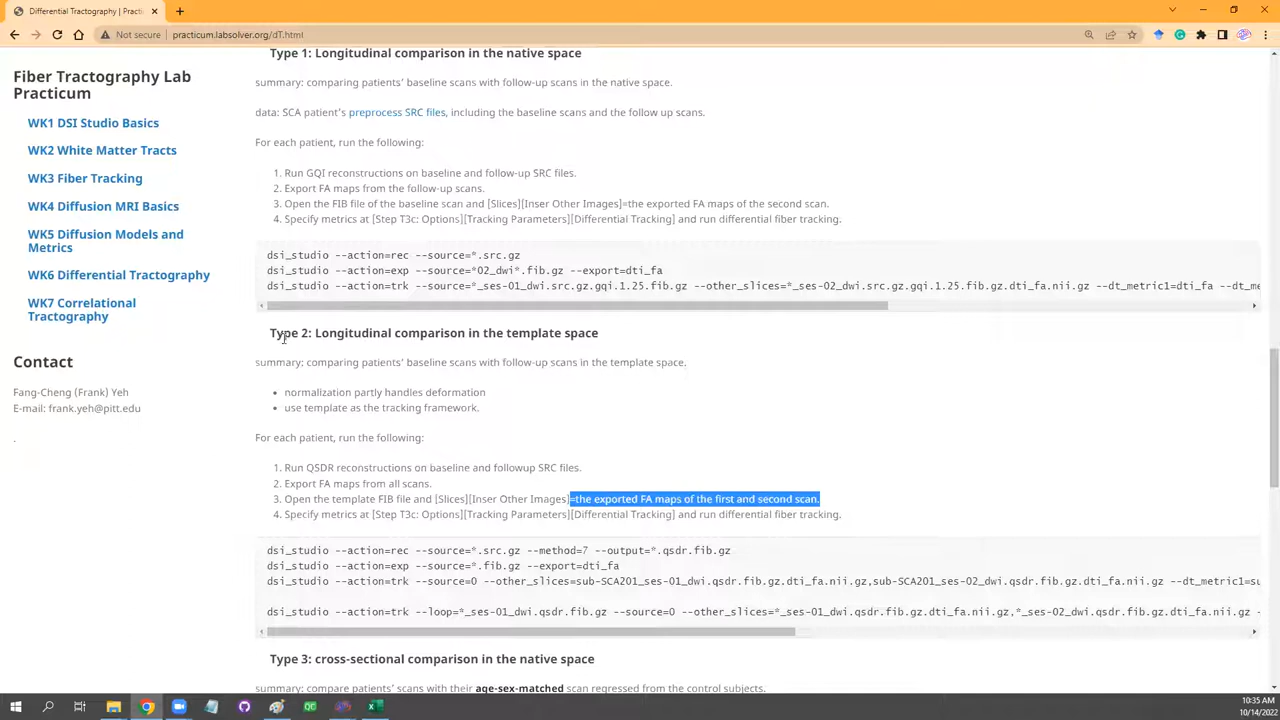 Differential Tractography | Practic
Not secure
practicum.labsolver.org/dT.html
Fiber Tractography Lab
Practicum
WK1 DSI Studio Basics
WK2 White Matter Tracts
WK3 Fiber Tracking
WK4 Diffusion MRI Basics
WK5 Diffusion Models and
Metrics
WK6 Differential Tractography
WK7 Correlational
Tractography
Contact
Fang-Cheng (Frank) Yeh
E-mail: frank.yeh@pitt.edu
.
Type 1: Longitudinal comparison in the native space
summary: comparing patients' baseline scans with follow-up scans in the native space.
data: SCA patient's preprocess SRC files, including the baseline scans and the follow up scans.
For each patient, run the following:
1. Run GQI reconstructions on baseline and follow-up SRC files.
2. Export FA maps from the follow-up scans.
3. Open the FIB file of the baseline scan and [Slices][Inser Other Images]=the exported FA maps of the second scan.
4. Specify metrics at [Step T3c: Options][Tracking Parameters][Differential Tracking] and run differential fiber tracking.
dsi_studio --action=rec --source=*.src.gz
dsi_studio --action=exp --source=*02_dwi*.fib.gz --export=dti_fa
dsi_studio --action=trk --source=*_ses-01_dwi.src.gz.gqi.1.25.fib.gz --other_slices=*_ses-02_dwi.src.gz.gqi.1.25.fib.gz.dti_fa.nii.gz --dt_metric1=dti_fa --dt_me
Type 2: Longitudinal comparison in the template space
summary: comparing patients' baseline scans with follow-up scans in the template space.
• normalization partly handles deformation
• use template as the tracking framework.
For each patient, run the following:
1. Run QSDR reconstructions on baseline and followup SRC files.
2. Export FA maps from all scans.
3. Open the template FIB file and [Slices][Inser Other Images]=the exported FA maps of the first and second scan.
4. Specify metrics at [Step T3c: Options][Tracking Parameters][Differential Tracking] and run differential fiber tracking.
dsi_studio --action=rec --source=*.src.gz --method=7 --output=*.qsdr.fib.gz
dsi_studio --action=exp --source=*.fib.gz --export=dti_fa
dsi_studio --action=trk --source=0 --other_slices=sub-SCA201_ses-01_dwi.qsdr.fib.gz.dti_fa.nii.gz,sub-SCA201_ses-02_dwi.qsdr.fib.gz.dti_fa.nii.gz --dt_metric1=su
dsi_studio --action=trk --loop=*_ses-01_dwi.qsdr.fib.gz --source=0 --other_slices=*_ses-01_dwi.qsdr.fib.gz.dti_fa.nii.gz,*_ses-02_dwi.qsdr.fib.gz.dti_fa.nii.gz -
Type 3: cross-sectional comparison in the native space
summary: compare patients' scans with their age-sex-matched scan regressed from the control subjects.
10:35 AM
10/14/2022